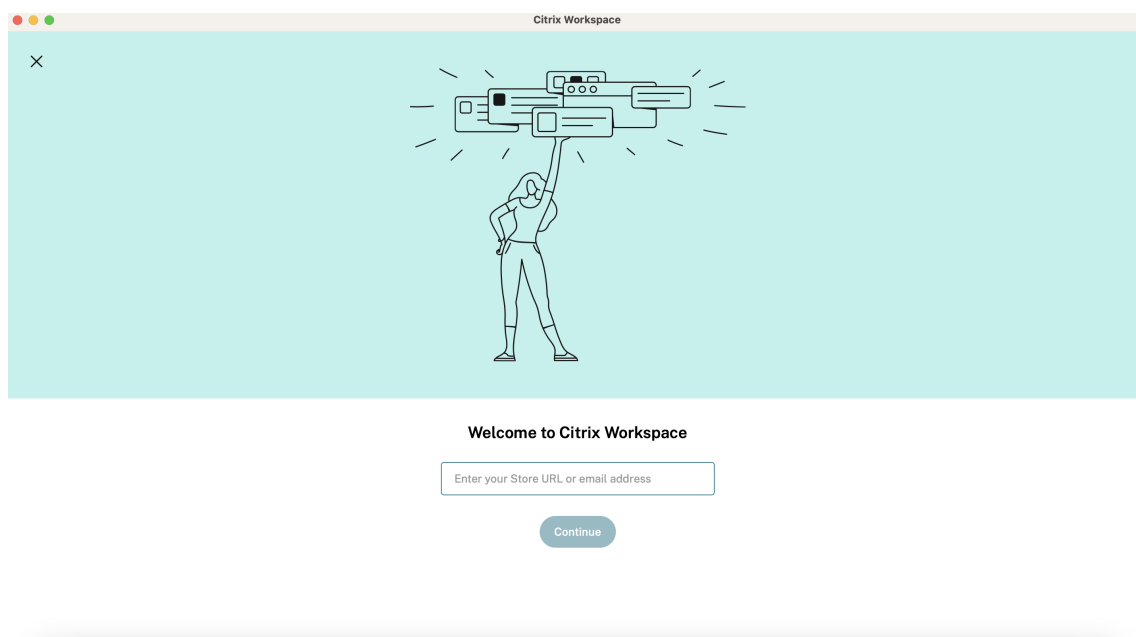 Citrix Workspace
Welcome to Citrix Workspace
Enter your Store URL or email address
Continue